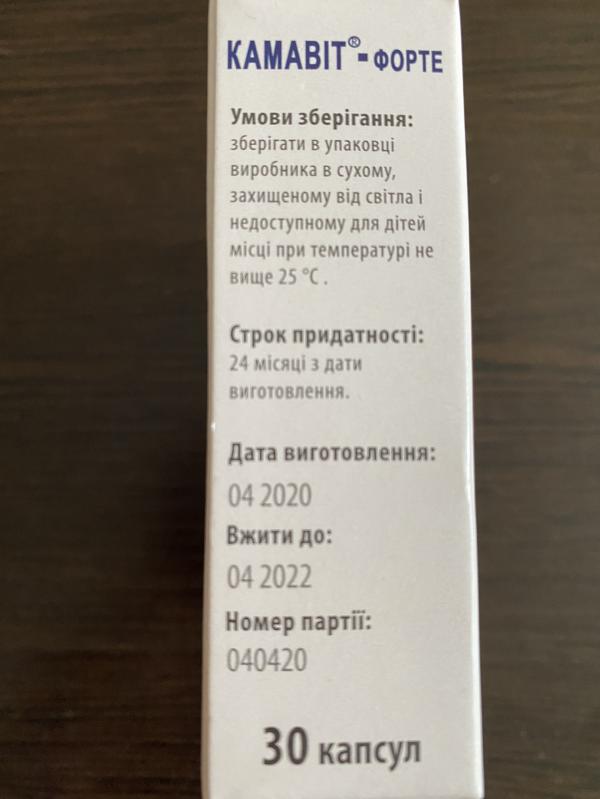 КАМАВІТ®-ФОРТЕ
Умови зберігання:
зберігати в упаковці
виробника в сухому,
захищеному від світла і
недоступному для дітей
місці при температурі не
вище 25 °С .
Строк придатності:
24 місяці з дати
виготовлення.
Дата виготовлення:
04 2020
Вжити до:
04 2022
Номер партії:
040420
30 капсул